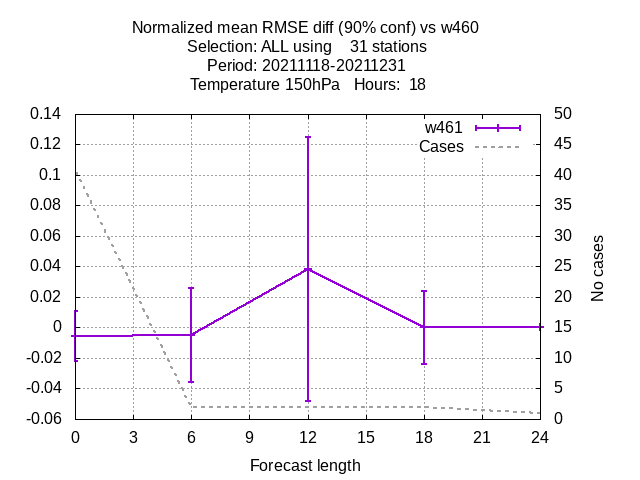 Normalized mean RMSE diff (90% conf) vs w460
Selection: ALL using    31 stations
Period: 20211118-20211231
Temperature 150hPa   Hours:  18
w461
Cases
0.14
0.12
0.1
0.08
0.06
0.04
0.02
0
-0.02
-0.04
-0.06
50
45
40
35
30
25
20
15
10
5
0
No cases
0 3 6 9 12 15 18 21 24
Forecast length